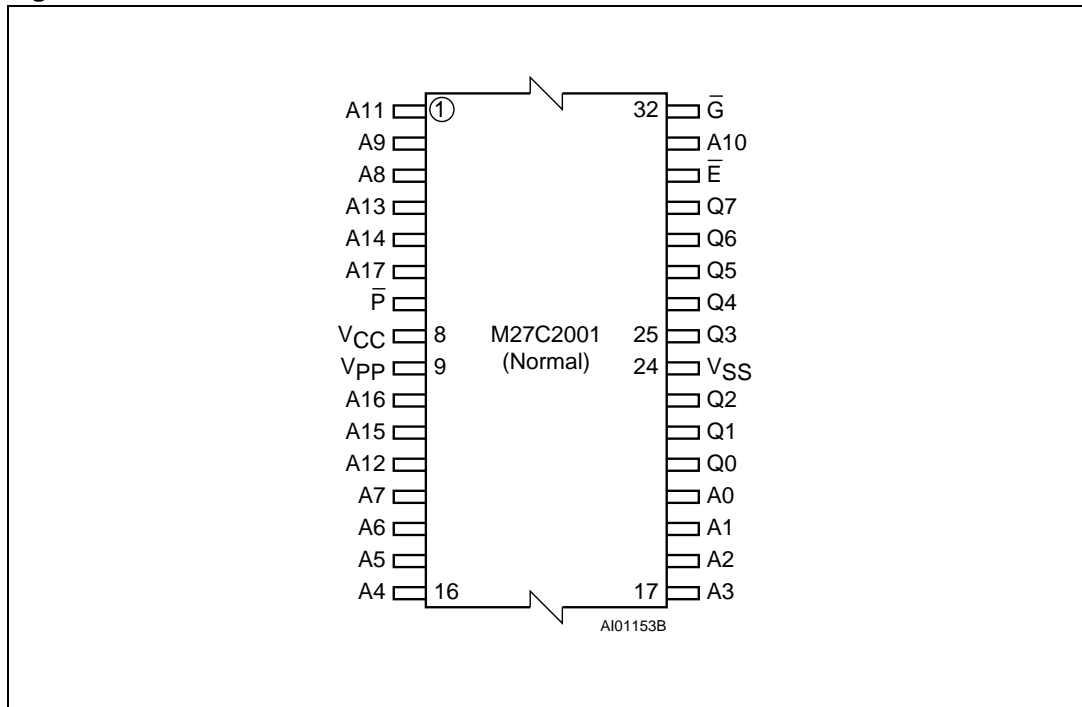 A11 1 32 G̅
A9 A10
A8 E̅
A13 Q7
A14 Q6
A17 Q5
P̅ Q4
VCC 8 M27C2001 25 Q3
VPP 9 (Normal) 24 VSS
A16 Q2
A15 Q1
A12 Q0
A7 A0
A6 A1
A5 A2
A4 16 17 A3
AI01153B